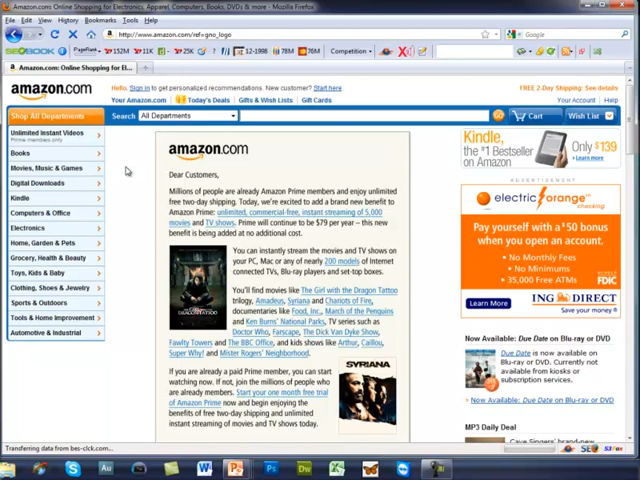 Amazon.com: Online Shopping for Electronics, Apparel, Computers, Books, DVDs & more - Mozilla Firefox
File Edit View History Bookmarks Tools Help
http://www.amazon.com/ref=gno_logo
SEOBOOK PageRank 152M 11K 25K 12-1998 88M 76M Competition
Amazon.com: Online Shopping for El...
amazon.com
Hello. Sign in to get personalized recommendations. New customer? Start here
FREE 2-Day Shipping: See details
Your Amazon.com Today's Deals Gifts & Wish Lists Gift Cards
Your Account Help
Shop All Departments
Search All Departments GO Cart Wish List
Unlimited Instant Videos
Prime members only
Books
Movies, Music & Games
Digital Downloads
Kindle
Computers & Office
Electronics
Home, Garden & Pets
Grocery, Health & Beauty
Toys, Kids & Baby
Clothing, Shoes & Jewelry
Sports & Outdoors
Tools & Home Improvement
Automotive & Industrial
amazon.com
Dear Customers,
Millions of people are already Amazon Prime members and enjoy unlimited
free two-day shipping. Today, we're excited to add a brand new benefit to
Amazon Prime: unlimited, commercial-free, instant streaming of 5,000
movies and TV shows. Prime will continue to be $79 per year – this new
benefit is being added at no additional cost.
You can instantly stream the movies and TV shows on
your PC, Mac or any of nearly 200 models of Internet
connected TVs, Blu-ray players and set-top boxes.
You'll find movies like The Girl with the Dragon Tattoo
trilogy, Amadeus, Syriana and Chariots of Fire,
documentaries like Food, Inc., March of the Penguins
and Ken Burns' National Parks, TV series such as
Doctor Who, Farscape, The Dick Van Dyke Show,
Fawlty Towers and The BBC Office, and kids shows like Arthur, Caillou,
Super Why! and Mister Rogers' Neighborhood.
If you are already a paid Prime member, you can start
watching now. If not, join the millions of people who
are already members. Start your one month free trial
of Amazon Prime now and begin enjoying the
benefits of free two-day shipping and unlimited
instant streaming of movies and TV shows today.
SYRIANA
Kindle,
the #1 Bestseller
on Amazon
Only $139
Learn more
ADVERTISEMENT
electric orange
checking
Pay yourself with a $50 bonus
when you open an account.
• No Monthly Fees
• No Minimums
• 35,000 Free ATMs
FDIC
Learn More
ING DIRECT
Save your money®
Now Available: Due Date on Blu-ray or DVD
Due Date is now available on
Blu-ray or DVD. Currently not
available from kiosks or
subscription services.
Now Available: Due Date on Blu-ray or DVD
MP3 Daily Deal
Cave Singers' brand-new
Transferring data from bes-clck.com...